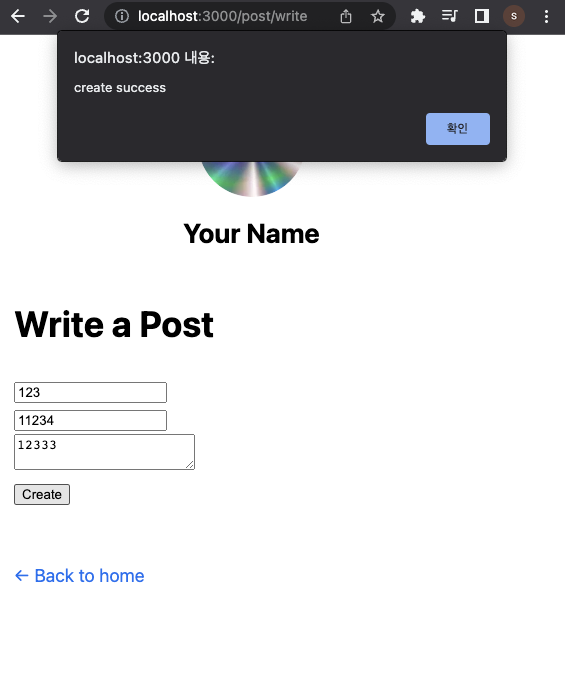 localhost:3000/post/write
S
localhost:3000 내용:
create success
확인
Your Name
Write a Post
123
11234
12333
Create
← Back to home